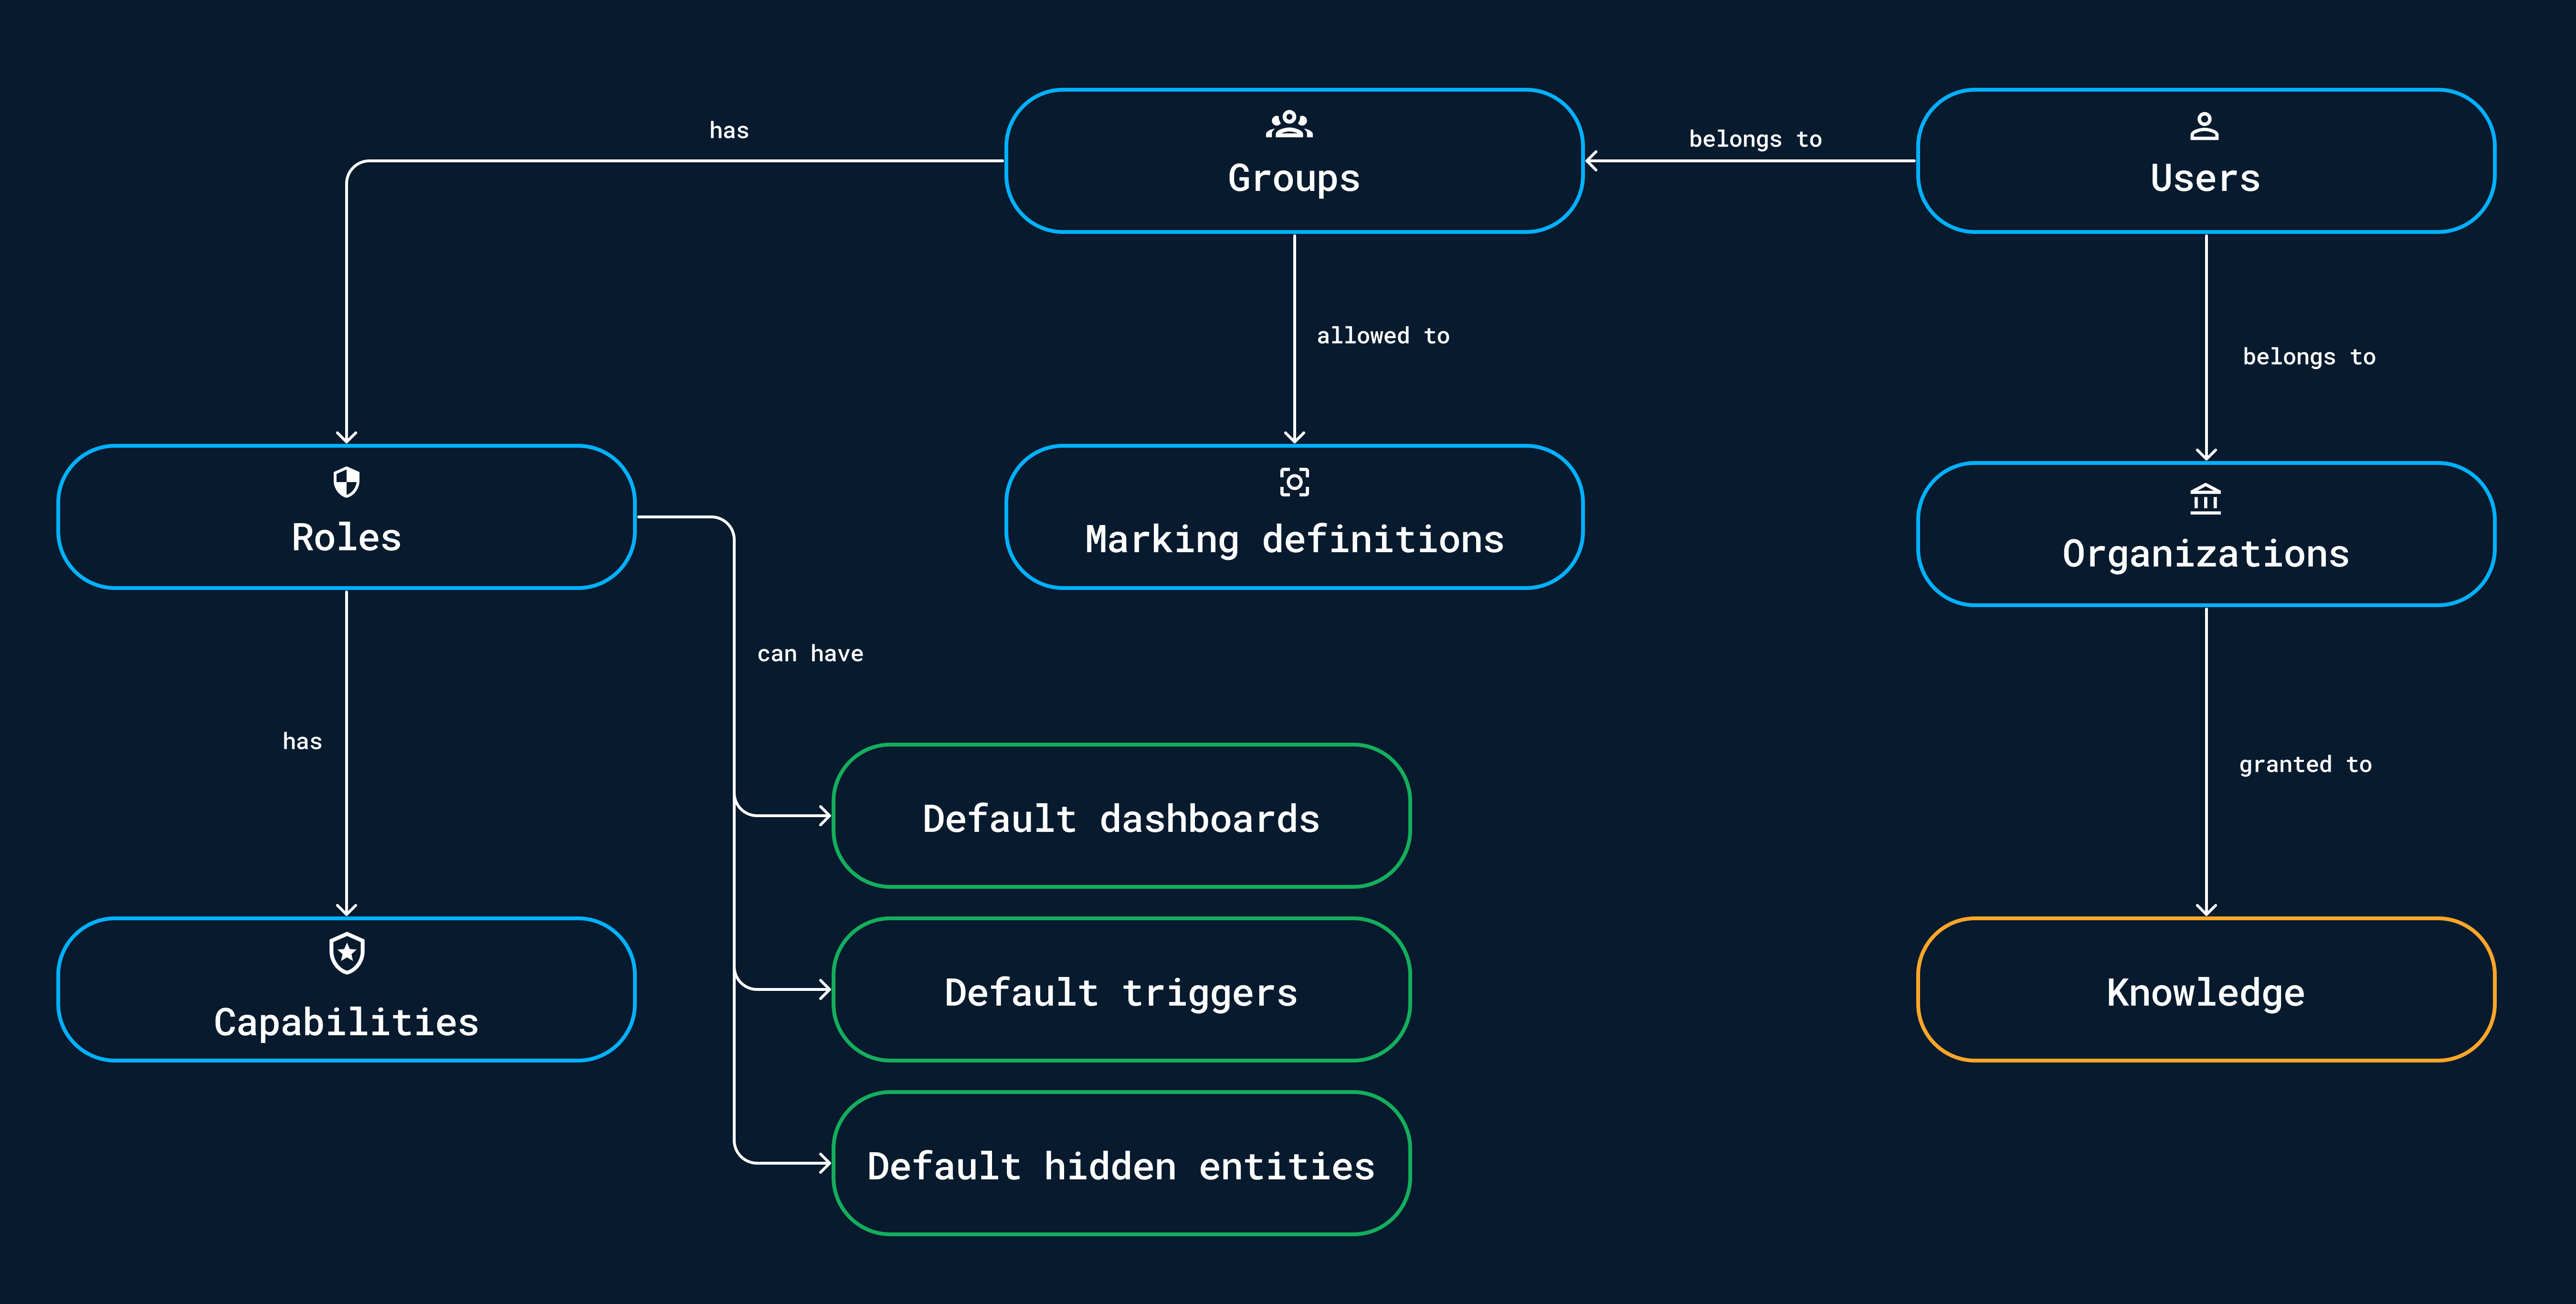 has
Groups
belongs to
Users
allowed to
belongs to
Roles
Marking definitions
Organizations
can have
has
granted to
Default dashboards
Capabilities
Default triggers
Knowledge
Default hidden entities